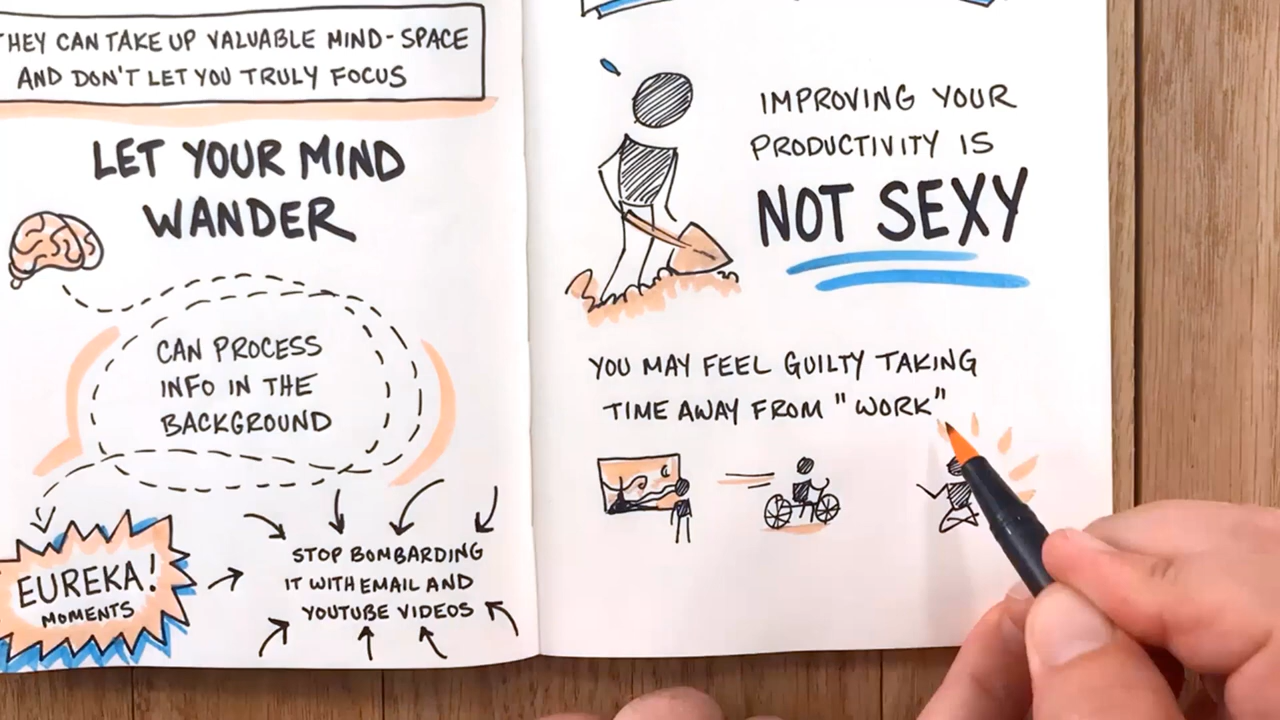 THEY CAN TAKE UP VALUABLE MIND-SPACE
AND DON'T LET YOU TRULY FOCUS
LET YOUR MIND
WANDER
CAN PROCESS
INFO IN THE
BACKGROUND
EUREKA!
MOMENTS
STOP BOMBARDING
IT WITH EMAIL AND
YOUTUBE VIDEOS
IMPROVING YOUR
PRODUCTIVITY IS
NOT SEXY
YOU MAY FEEL GUILTY TAKING
TIME AWAY FROM "WORK"